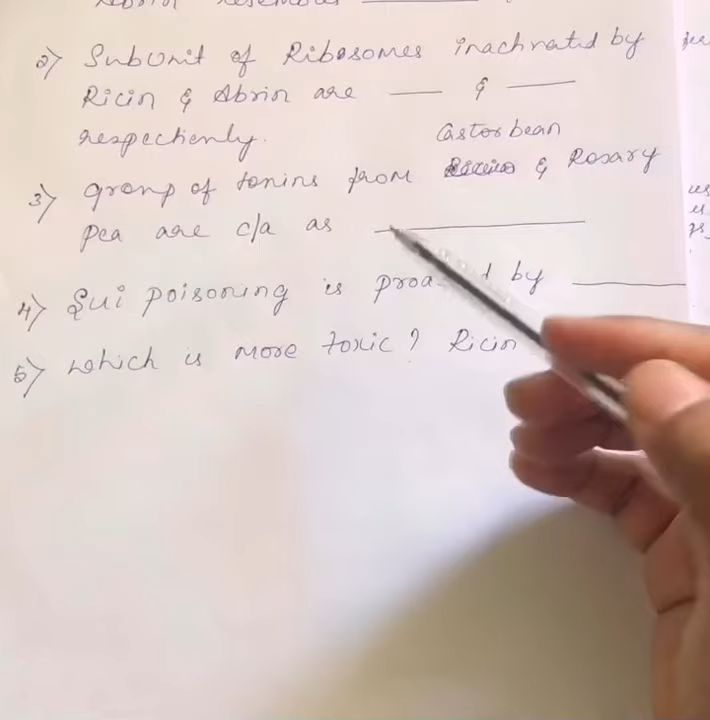 2) Subunit of Ribosomes inachrated by
Ricin & Abrin are ___ & ___
respectively.
Castor bean
3) group of toxins from & Rosary
Pea are c/a as ___
4) Sui poisoning is by ___
5) Which is more toxic? Ricin